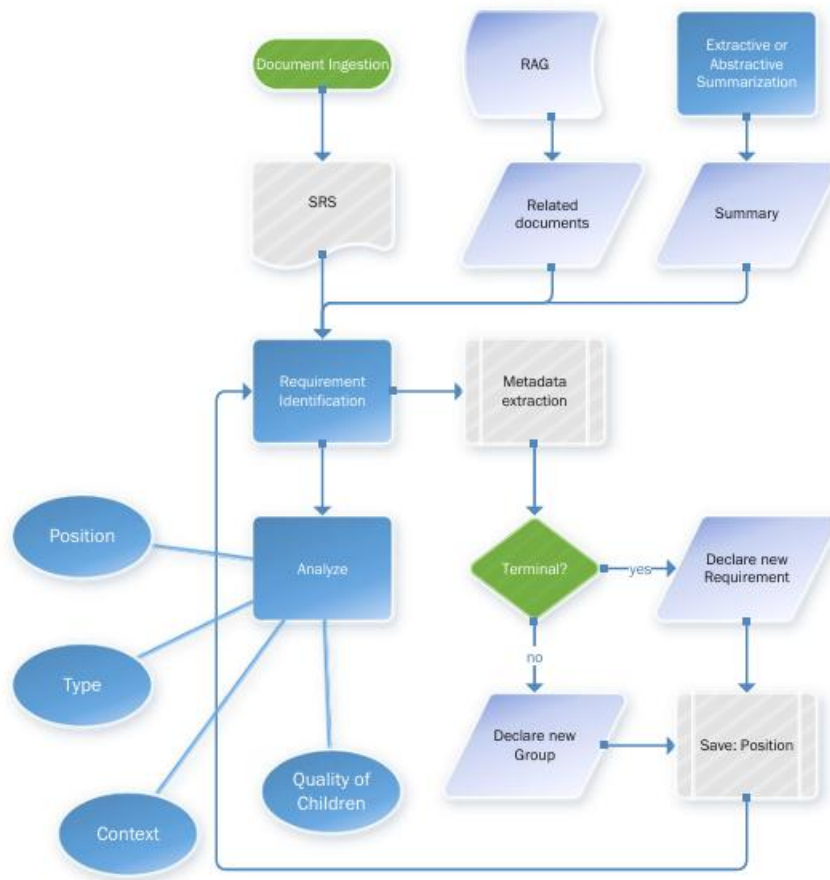 Document Ingestion
RAG
Extractive or
Abstractive
Summarization
SRS
Related
documents
Summary
Requirement
Identification
Metadata
extraction
Position
Analyze
Terminal?
yes
Declare new
Requirement
Type
no
Declare new
Group
Save: Position
Quality of
Children
Context